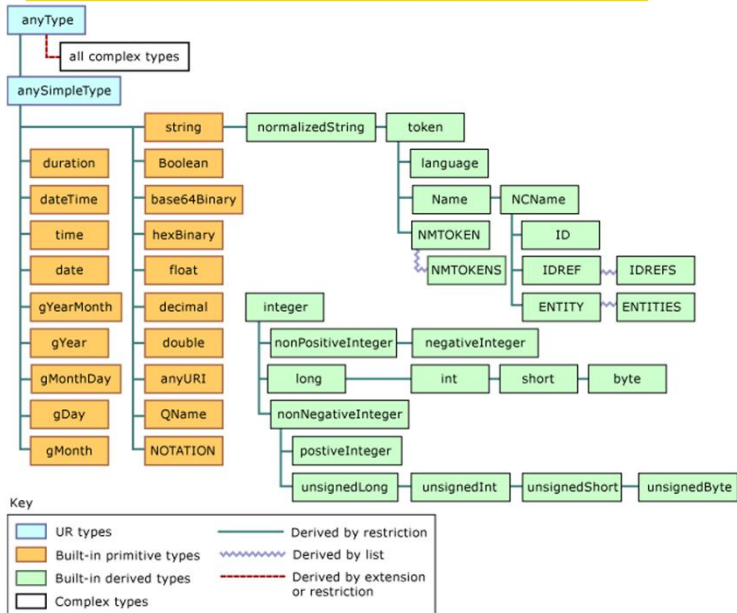 anyType
all complex types
anySimpleType
string normalizedString token
duration Boolean language
dateTime base64Binary Name NCName
time hexBinary NMTOKEN ID
date float NMTOKENS IDREF IDREFS
gYearMonth decimal integer ENTITY ENTITIES
gYear double nonPositiveInteger negativeInteger
gMonthDay anyURI long int short byte
gDay QName nonNegativeInteger
gMonth NOTATION postiveInteger
unsignedLong unsignedInt unsignedShort unsignedByte
Key
UR types Derived by restriction
Built-in primitive types Derived by list
Built-in derived types Derived by extension
or restriction
Complex types